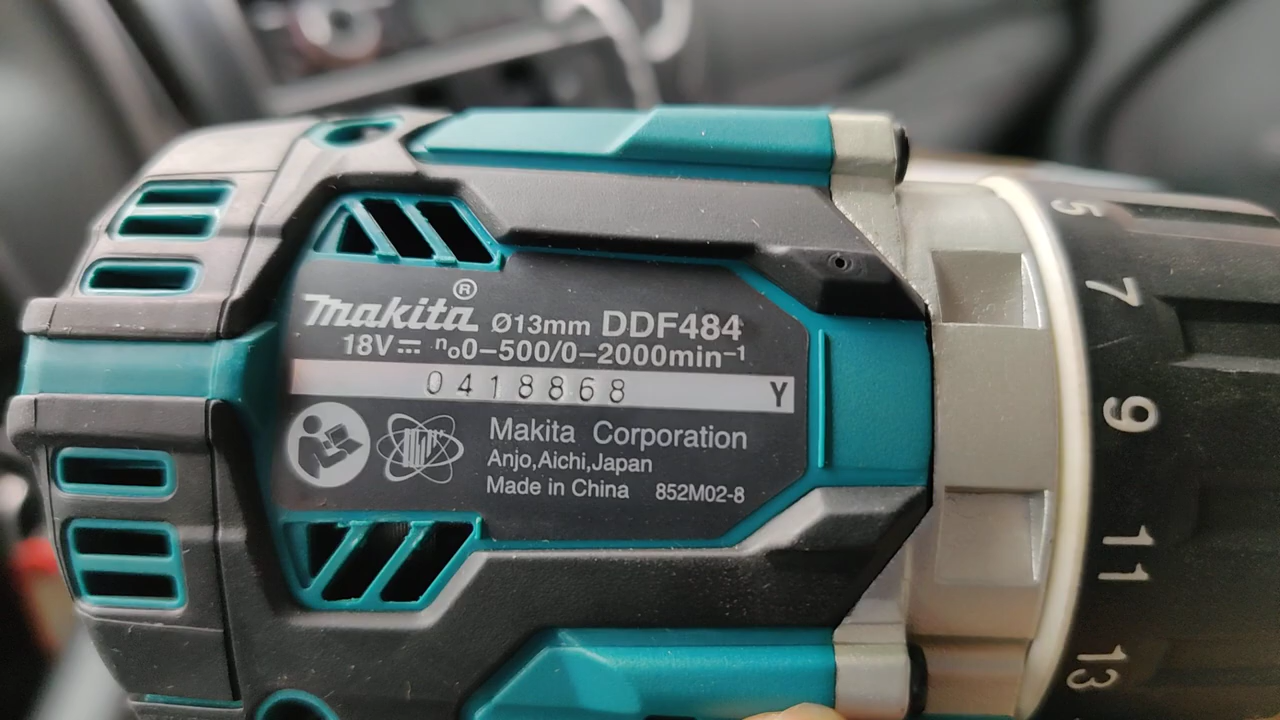 makita® Ø13mm DDF484
18V⎓ no0–500/0–2000min⁻¹
0418868 Y
Makita Corporation
Anjo,Aichi,Japan
Made in China 852M02-8
5
7
9
11
13